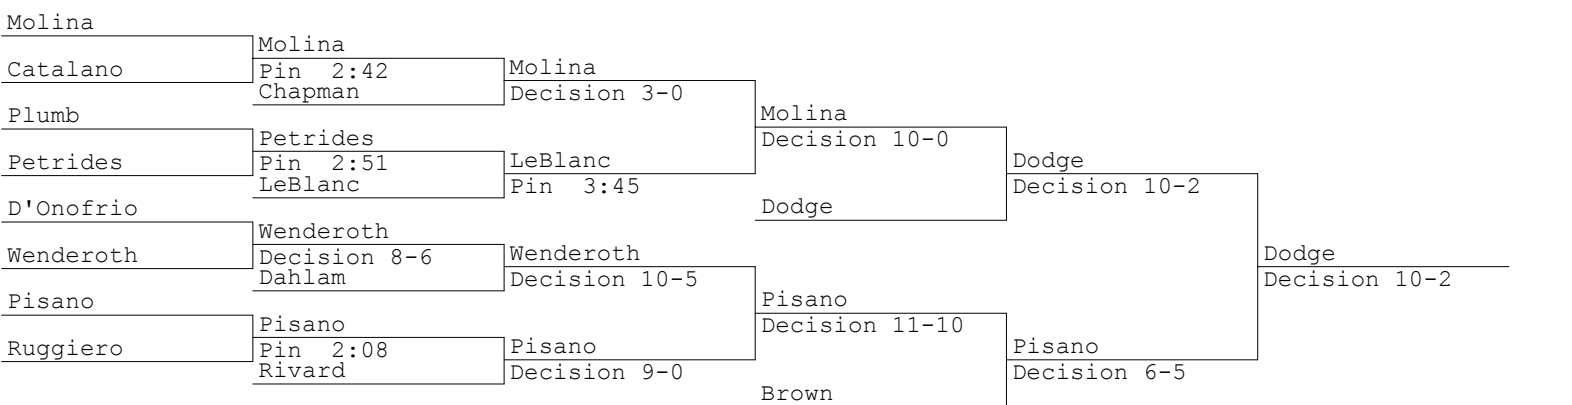 Molina
Catalano
Plumb
Petrides
D'Onofrio
Wenderoth
Pisano
Ruggiero
Molina
Pin 2:42
Chapman
Petrides
Pin 2:51
LeBlanc
Wenderoth
Decision 8-6
Dahlam
Pisano
Pin 2:08
Rivard
Molina
Decision 3-0
LeBlanc
Pin 3:45
Wenderoth
Decision 10-5
Pisano
Decision 9-0
Molina
Decision 10-0
Dodge
Pisano
Decision 11-10
Brown
Dodge
Decision 10-2
Pisano
Decision 6-5
Dodge
Decision 10-2